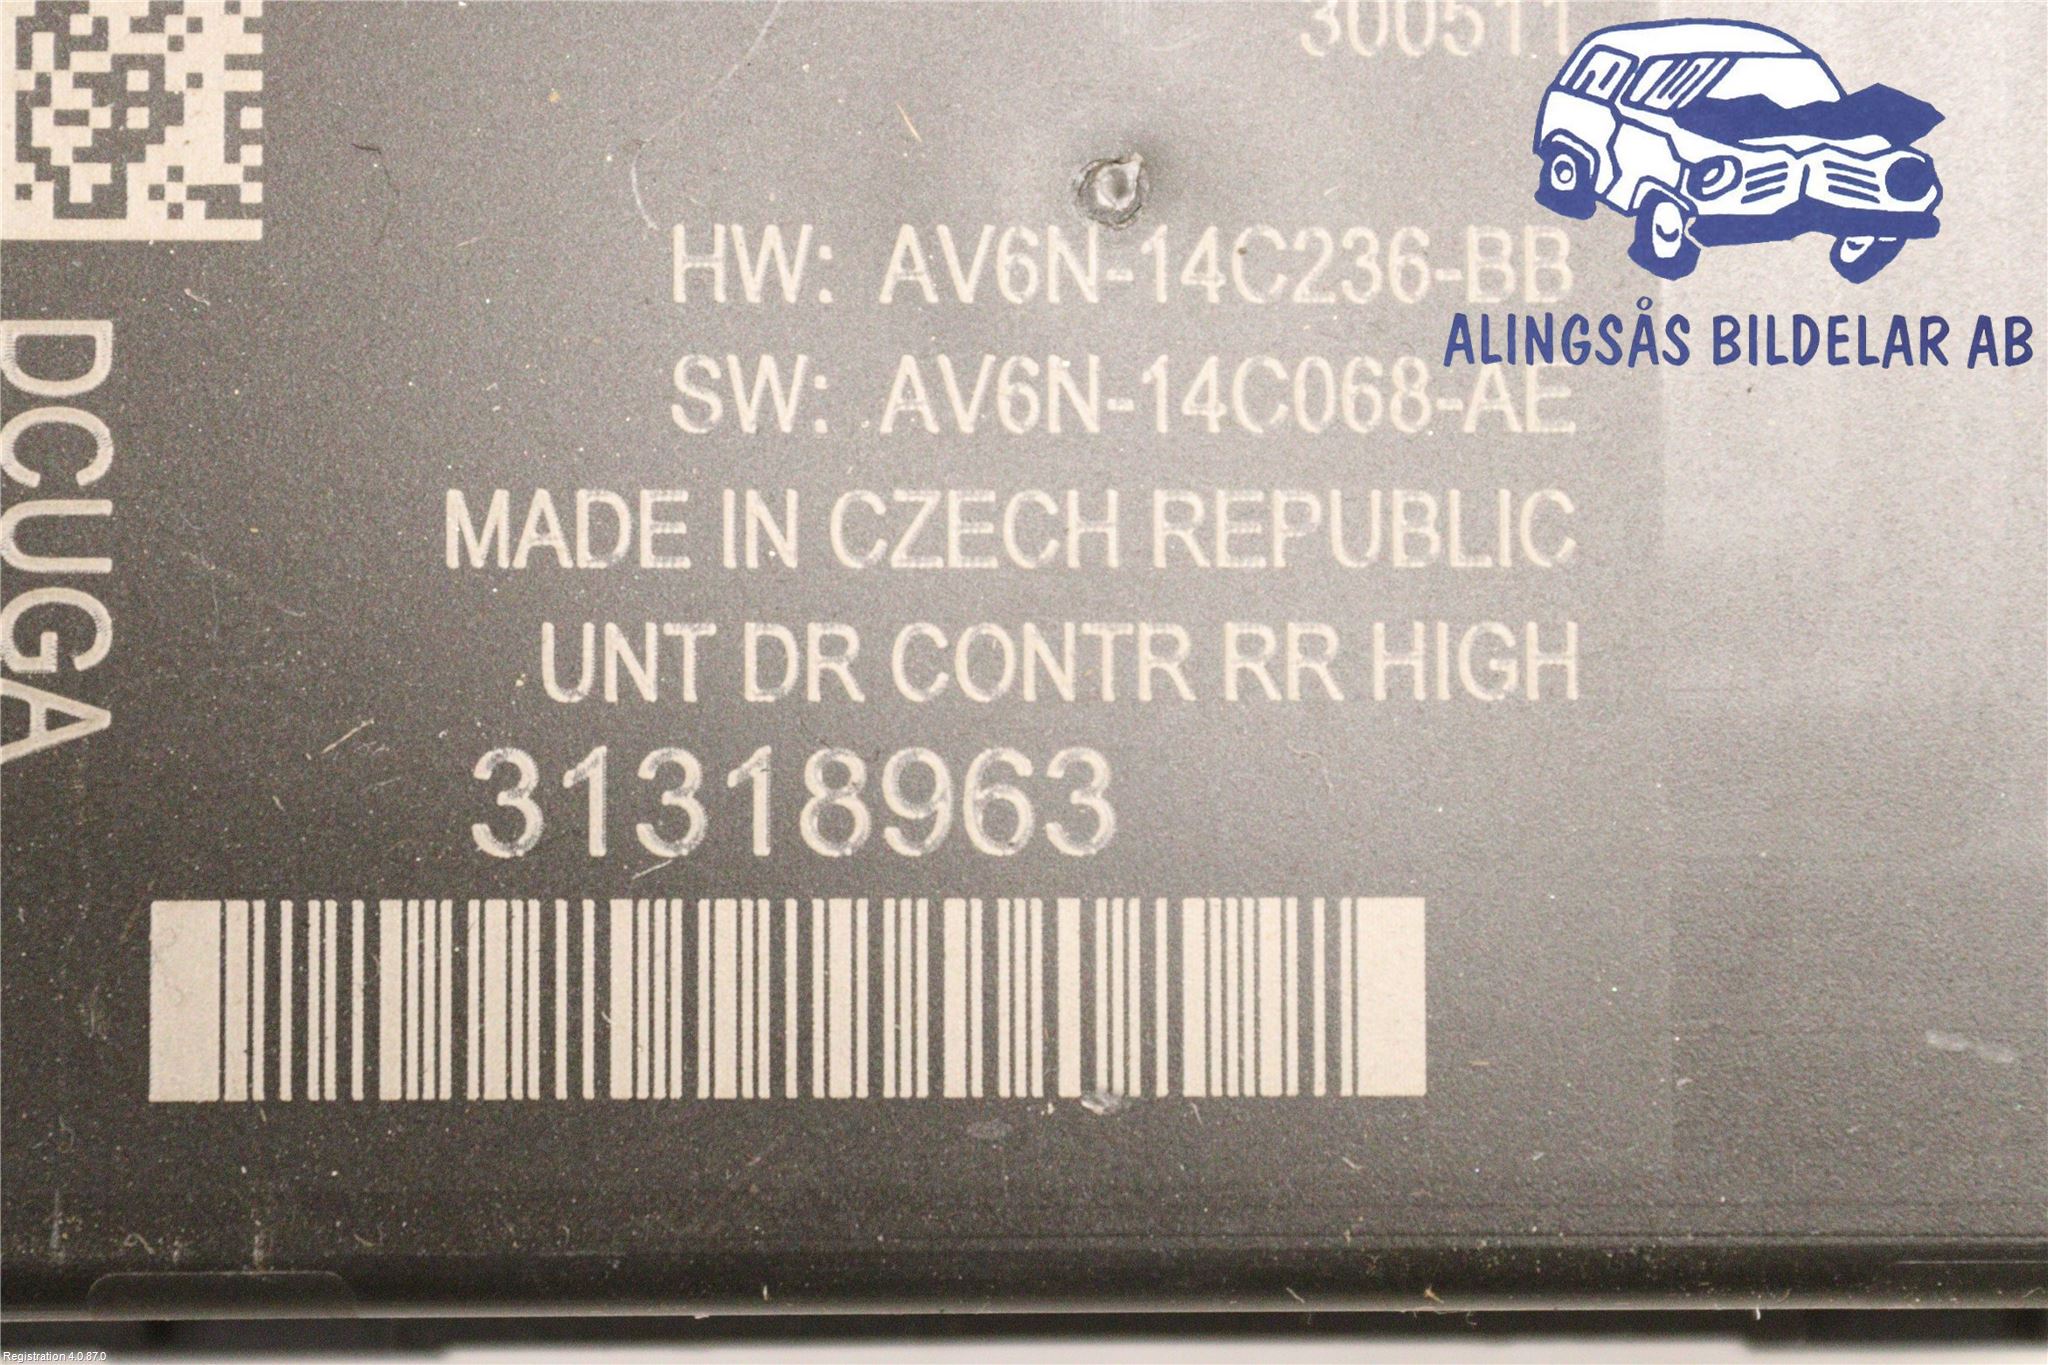 300511
HW: AV6N-14C236-BB
SW: AV6N-14C068-AE
MADE IN CZECH REPUBLIC
UNT DR CONTR RR HIGH
31318963
DCUGA
ALINGSÅS BILDELAR AB
Registration 4.0.87.0